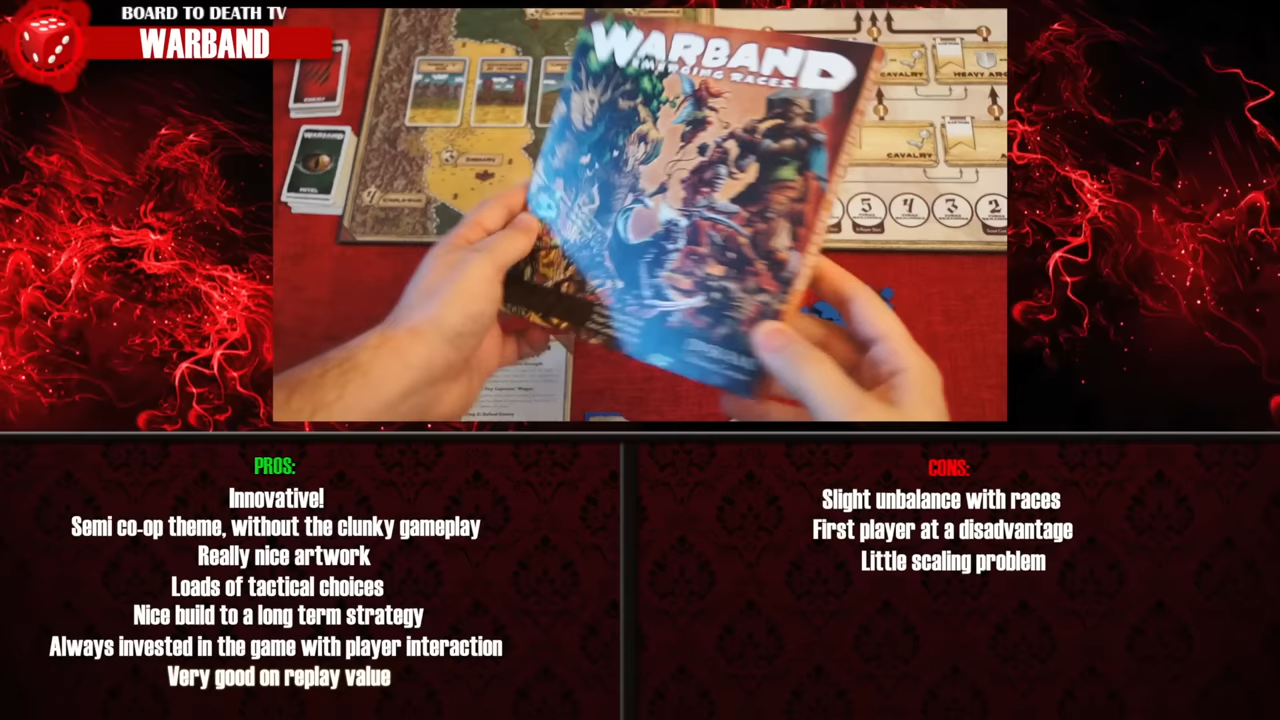 BOARD TO DEATH TV
WARBAND
WARBAND
EMERGING RACES
WARBAND
CAVALRY
HEAVY
CAVALRY
5
4
3
2
PROS:
Innovative!
Semi co-op theme, without the clunky gameplay
Really nice artwork
Loads of tactical choices
Nice build to a long term strategy
Always invested in the game with player interaction
Very good on replay value
CONS:
Slight unbalance with races
First player at a disadvantage
Little scaling problem